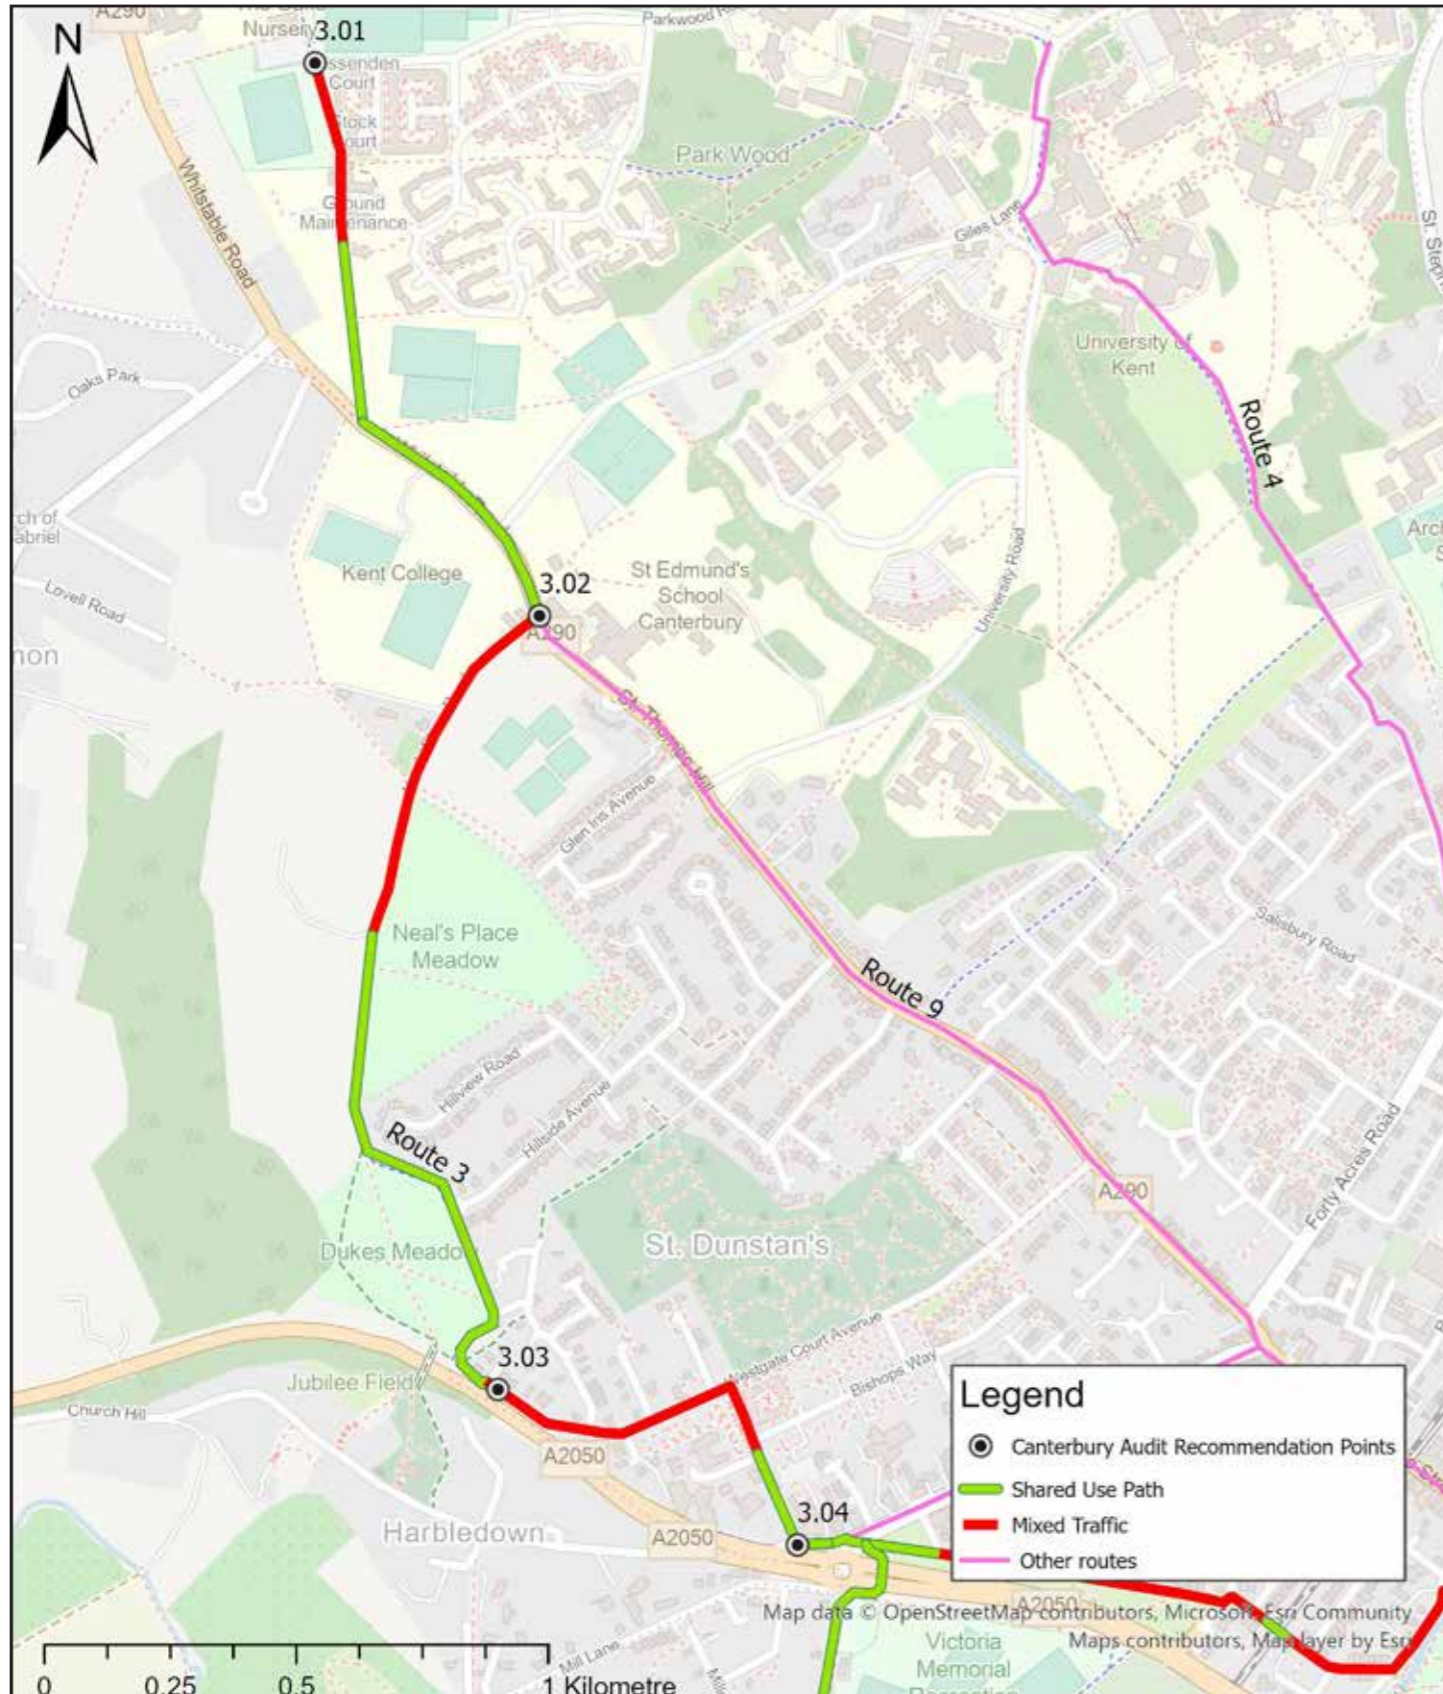 A290
Nursery
3.01
Parkwood
N
Court
Park Wood
Whitstable Road
Ground
Maintenance
Giles Lane
University of
Kent
Oaks Park
Route 4
Kent College
3.02
St Edmund's
School
Canterbury
University Road
Lovell Road
A290
St. Thomas Hill
Glen Iris Avenue
Neal's Place
Meadow
Salisbury Road
Route 9
Hillview Road
Hillside Avenue
Route 3
A290
Forty Acres Road
St. Dunstan's
Dukes Meadow
3.03
Westgate Court Avenue
Bishops Way
Jubilee Field
Church Hill
A2050
Legend
Canterbury Audit Recommendation Points
Shared Use Path
Mixed Traffic
Other routes
3.04
Harbledown
A2050
A2050
Map data © OpenStreetMap contributors, Microsoft, Esri Community
Maps contributors, Map layer by Esri
Victoria
Memorial
Mill Lane
0 0.25 0.5 1 Kilometre